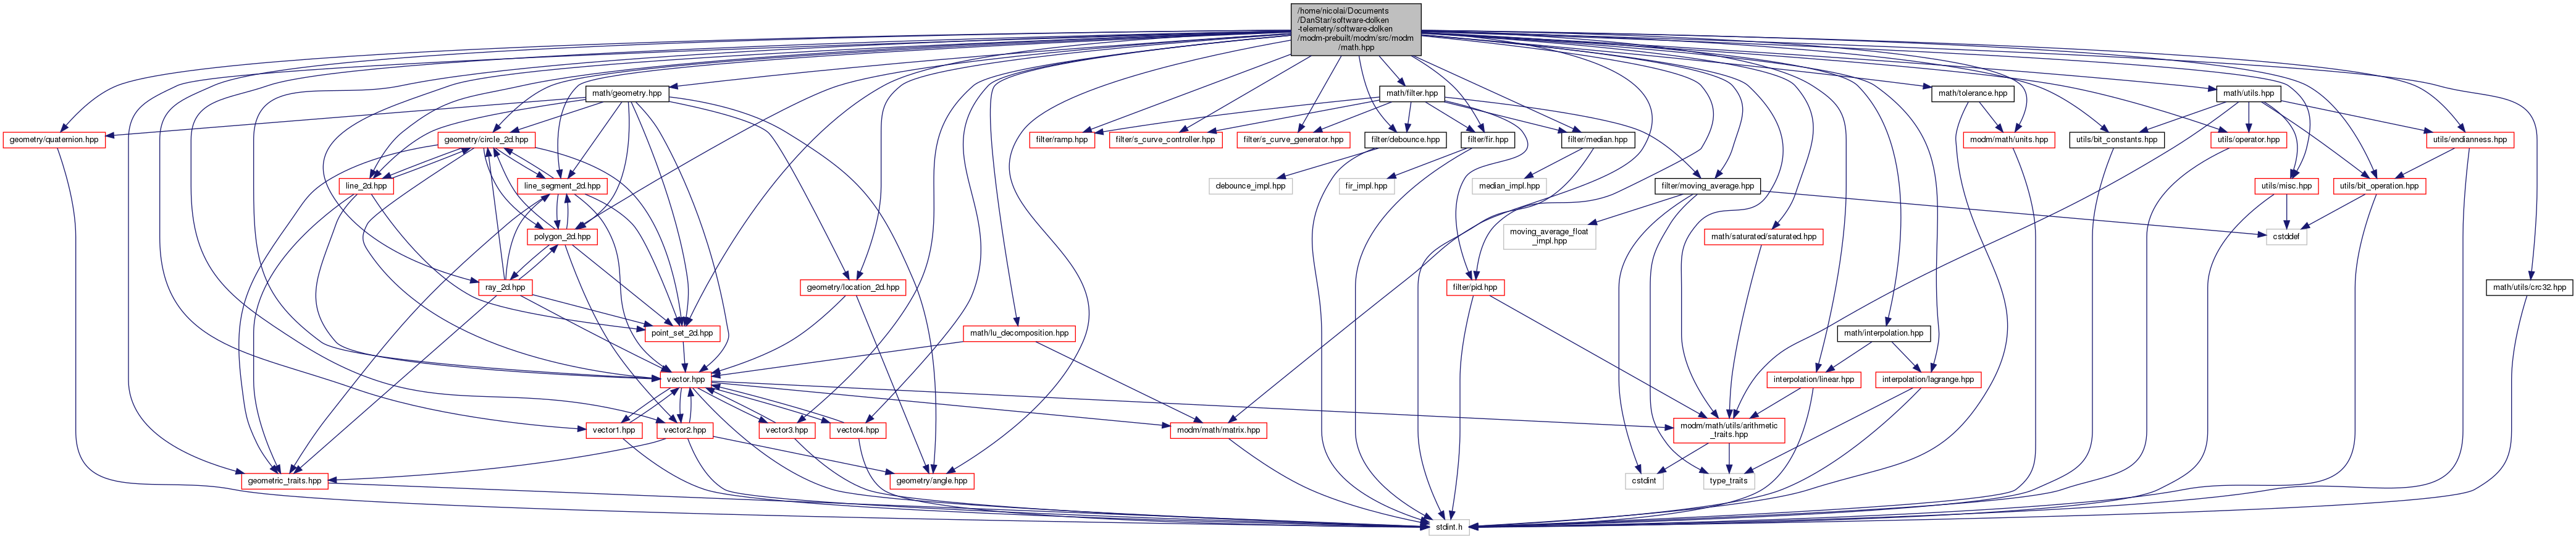 /home/nicolai/Documents
/DanStar/software-dolken
-telemetry/software-dolken
/modm-prebuilt/modm/src/modm
/math.hpp
math/geometry.hpp
math/filter.hpp
math/tolerance.hpp
math/utils.hpp
geometry/quaternion.hpp
geometry/circle_2d.hpp
filter/ramp.hpp
filter/s_curve_controller.hpp
filter/s_curve_generator.hpp
filter/debounce.hpp
filter/fir.hpp
filter/median.hpp
modm/math/units.hpp
utils/bit_constants.hpp
utils/operator.hpp
utils/endianness.hpp
line_2d.hpp
line_segment_2d.hpp
debounce_impl.hpp
fir_impl.hpp
median_impl.hpp
filter/moving_average.hpp
utils/misc.hpp
utils/bit_operation.hpp
polygon_2d.hpp
moving_average_float
_impl.hpp
math/saturated/saturated.hpp
cstddef
ray_2d.hpp
geometry/location_2d.hpp
filter/pid.hpp
math/utils/crc32.hpp
point_set_2d.hpp
math/lu_decomposition.hpp
math/interpolation.hpp
vector.hpp
interpolation/linear.hpp
interpolation/lagrange.hpp
vector1.hpp
vector2.hpp
vector3.hpp
vector4.hpp
modm/math/matrix.hpp
modm/math/utils/arithmetic
_traits.hpp
geometric_traits.hpp
geometry/angle.hpp
cstdint
type_traits
stdint.h